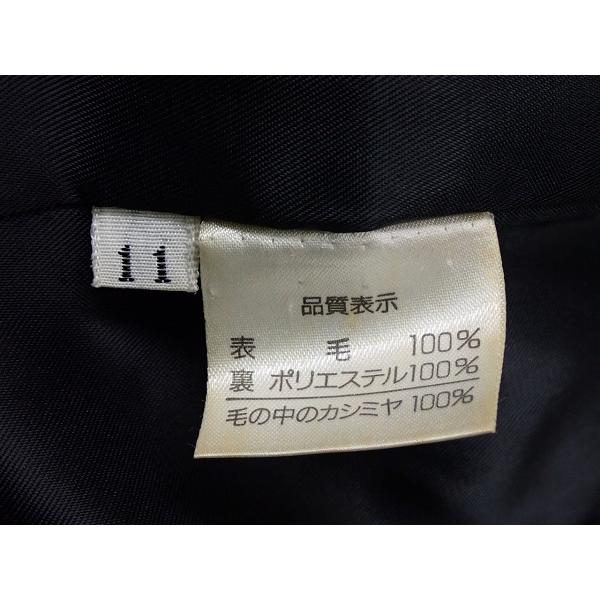 11
品質表示
表 毛 100%
裏 ポリエステル100%
毛の中のカシミヤ 100%